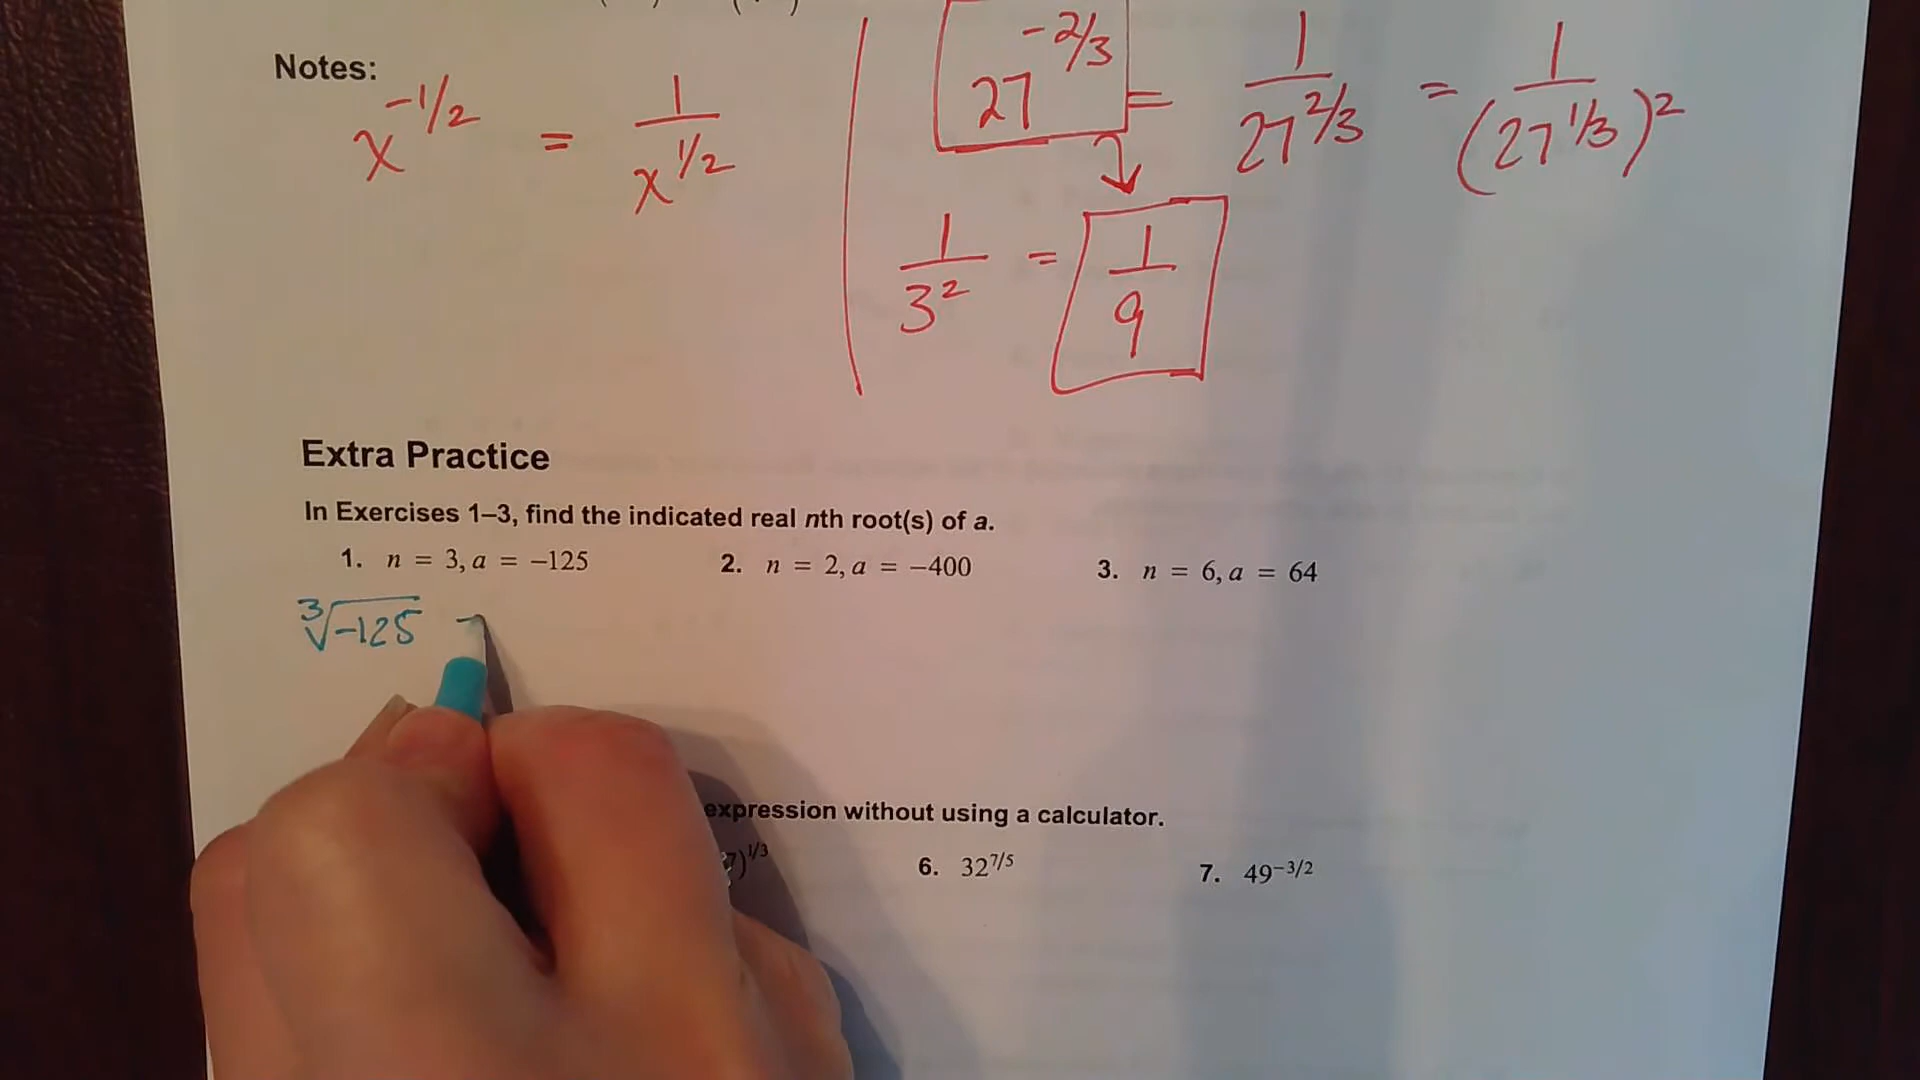 Notes:
x^{-1/2} = 1/x^{1/2}
27^{-2/3} = 1/27^{2/3} = 1/(27^{1/3})^2
1/3^2 = 1/9
Extra Practice
In Exercises 1–3, find the indicated real nth root(s) of a.
1. n = 3, a = −125 2. n = 2, a = −400 3. n = 6, a = 64
∛-125
expression without using a calculator.
7)^{1/3} 6. 32^{7/5} 7. 49^{−3/2}